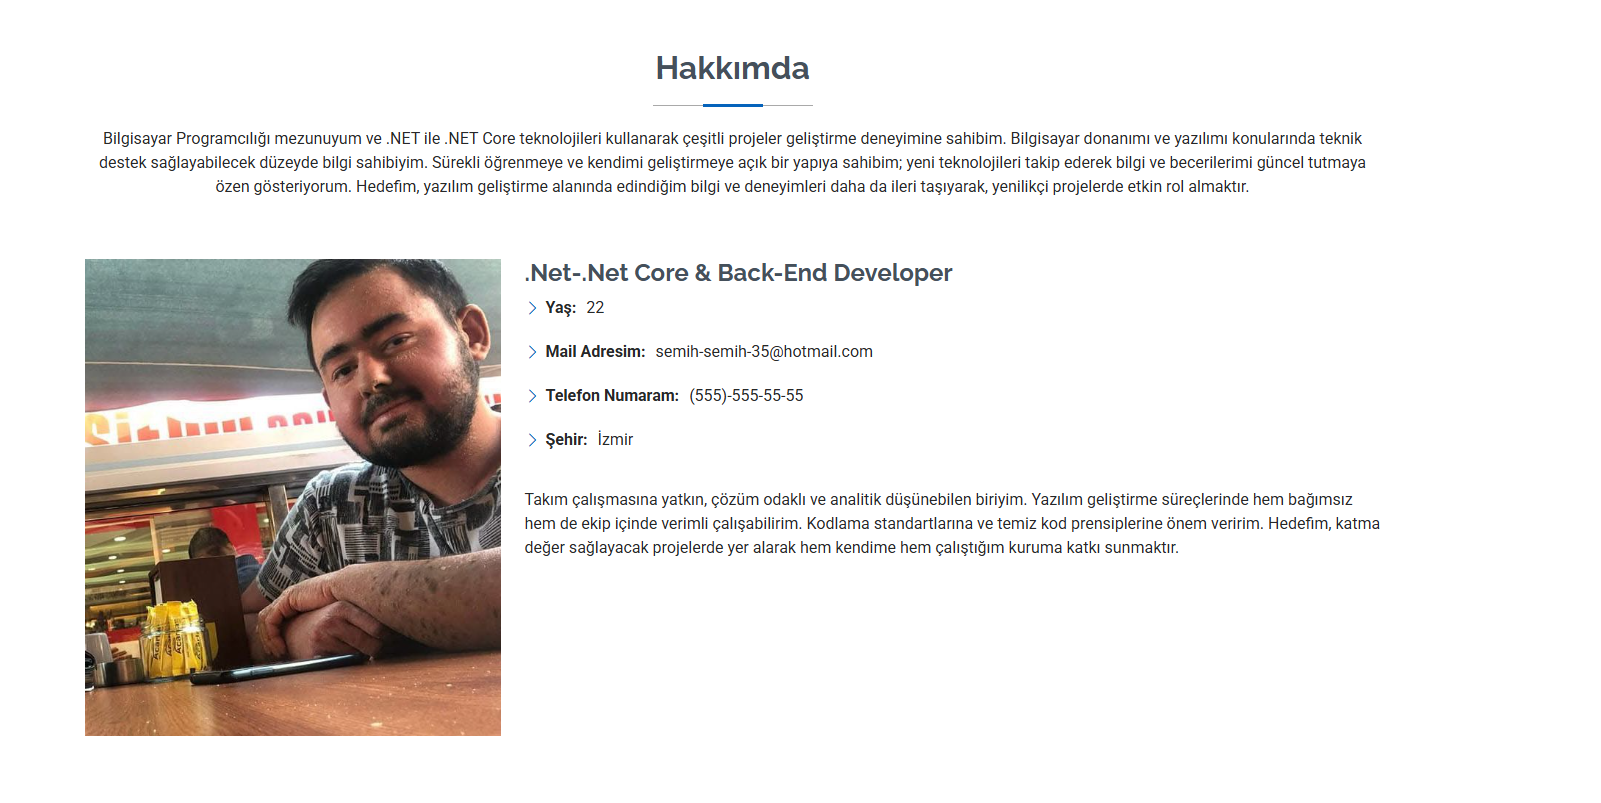 Hakkımda
Bilgisayar Programcılığı mezunuyum ve .NET ile .NET Core teknolojileri kullanarak çeşitli projeler geliştirme deneyimine sahibim. Bilgisayar donanımı ve yazılımı konularında teknik
destek sağlayabilecek düzeyde bilgi sahibiyim. Sürekli öğrenmeye ve kendimi geliştirmeye açık bir yapıya sahibim; yeni teknolojileri takip ederek bilgi ve becerilerimi güncel tutmaya
özen gösteriyorum. Hedefim, yazılım geliştirme alanında edindiğim bilgi ve deneyimleri daha da ileri taşıyarak, yenilikçi projelerde etkin rol almaktır.
.Net-.Net Core & Back-End Developer
Yaş: 22
Mail Adresim: semih-semih-35@hotmail.com
Telefon Numaram: (555)-555-55-55
Şehir: İzmir
Takım çalışmasına yatkın, çözüm odaklı ve analitik düşünebilen biriyim. Yazılım geliştirme süreçlerinde hem bağımsız
hem de ekip içinde verimli çalışabilirim. Kodlama standartlarına ve temiz kod prensiplerine önem veririm. Hedefim, katma
değer sağlayacak projelerde yer alarak hem kendime hem çalıştığım kuruma katkı sunmaktır.